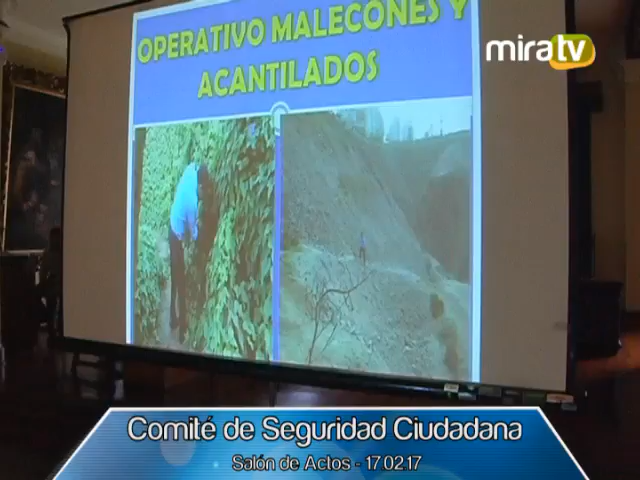 OPERATIVO MALECONES Y
ACANTILADOS
miratv
Comité de Seguridad Ciudadana
Salón de Actos - 17.02.17